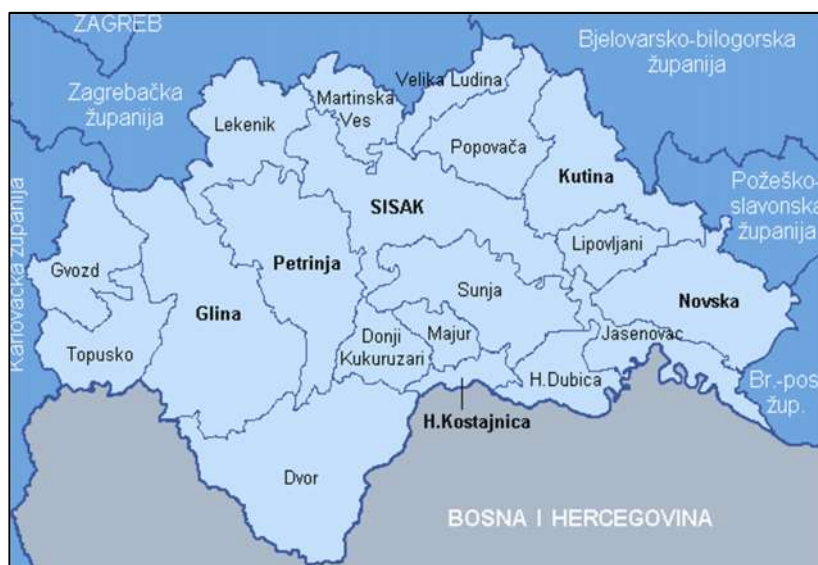 ZAGREB
Bjelovarsko-bilogorska
županija
Zagrebačka
županija
Velika Ludina
Martinska
Ves
Lekenik
Popovača
Kutina
Požeško-
slavonska
županija
SISAK
Karlovačka županija
Lipovljani
Gvozd
Petrinja
Sunja
Novska
Glina
Topusko
Donji
Kukuruzari
Majur
Jasenovac
H.Dubica
Br.-pos
žup.
H.Kostajnica
Dvor
BOSNA I HERCEGOVINA